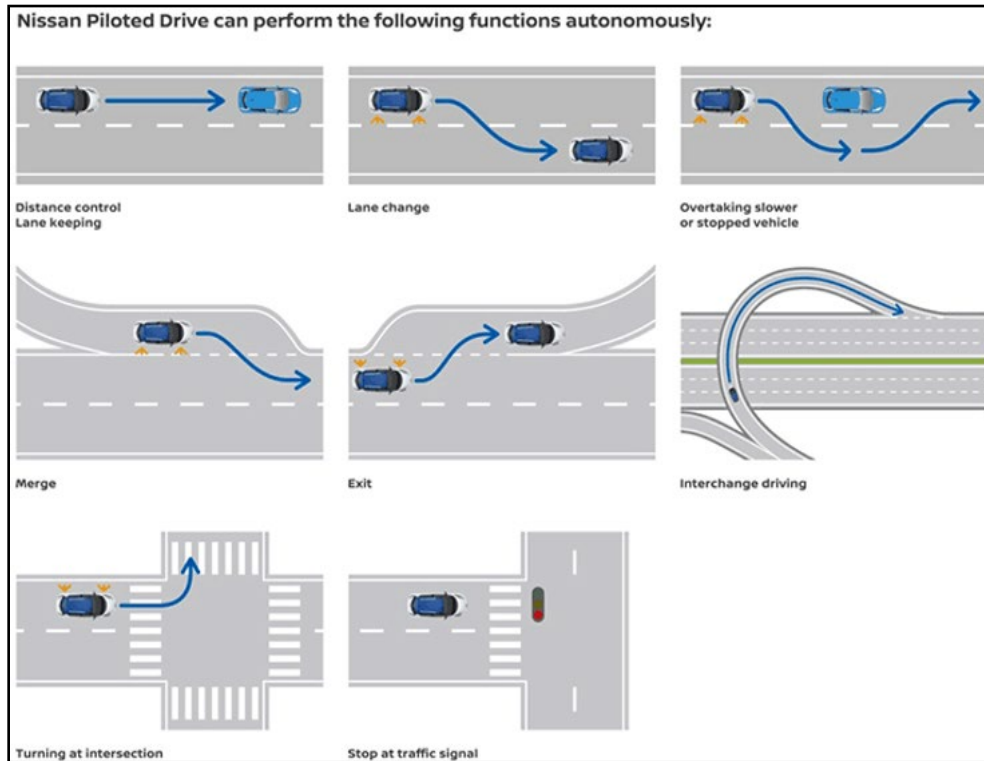 Nissan Piloted Drive can perform the following functions autonomously:
Distance control
Lane keeping
Lane change
Overtaking slower
or stopped vehicle
Merge
Exit
Interchange driving
Turning at intersection
Stop at traffic signal